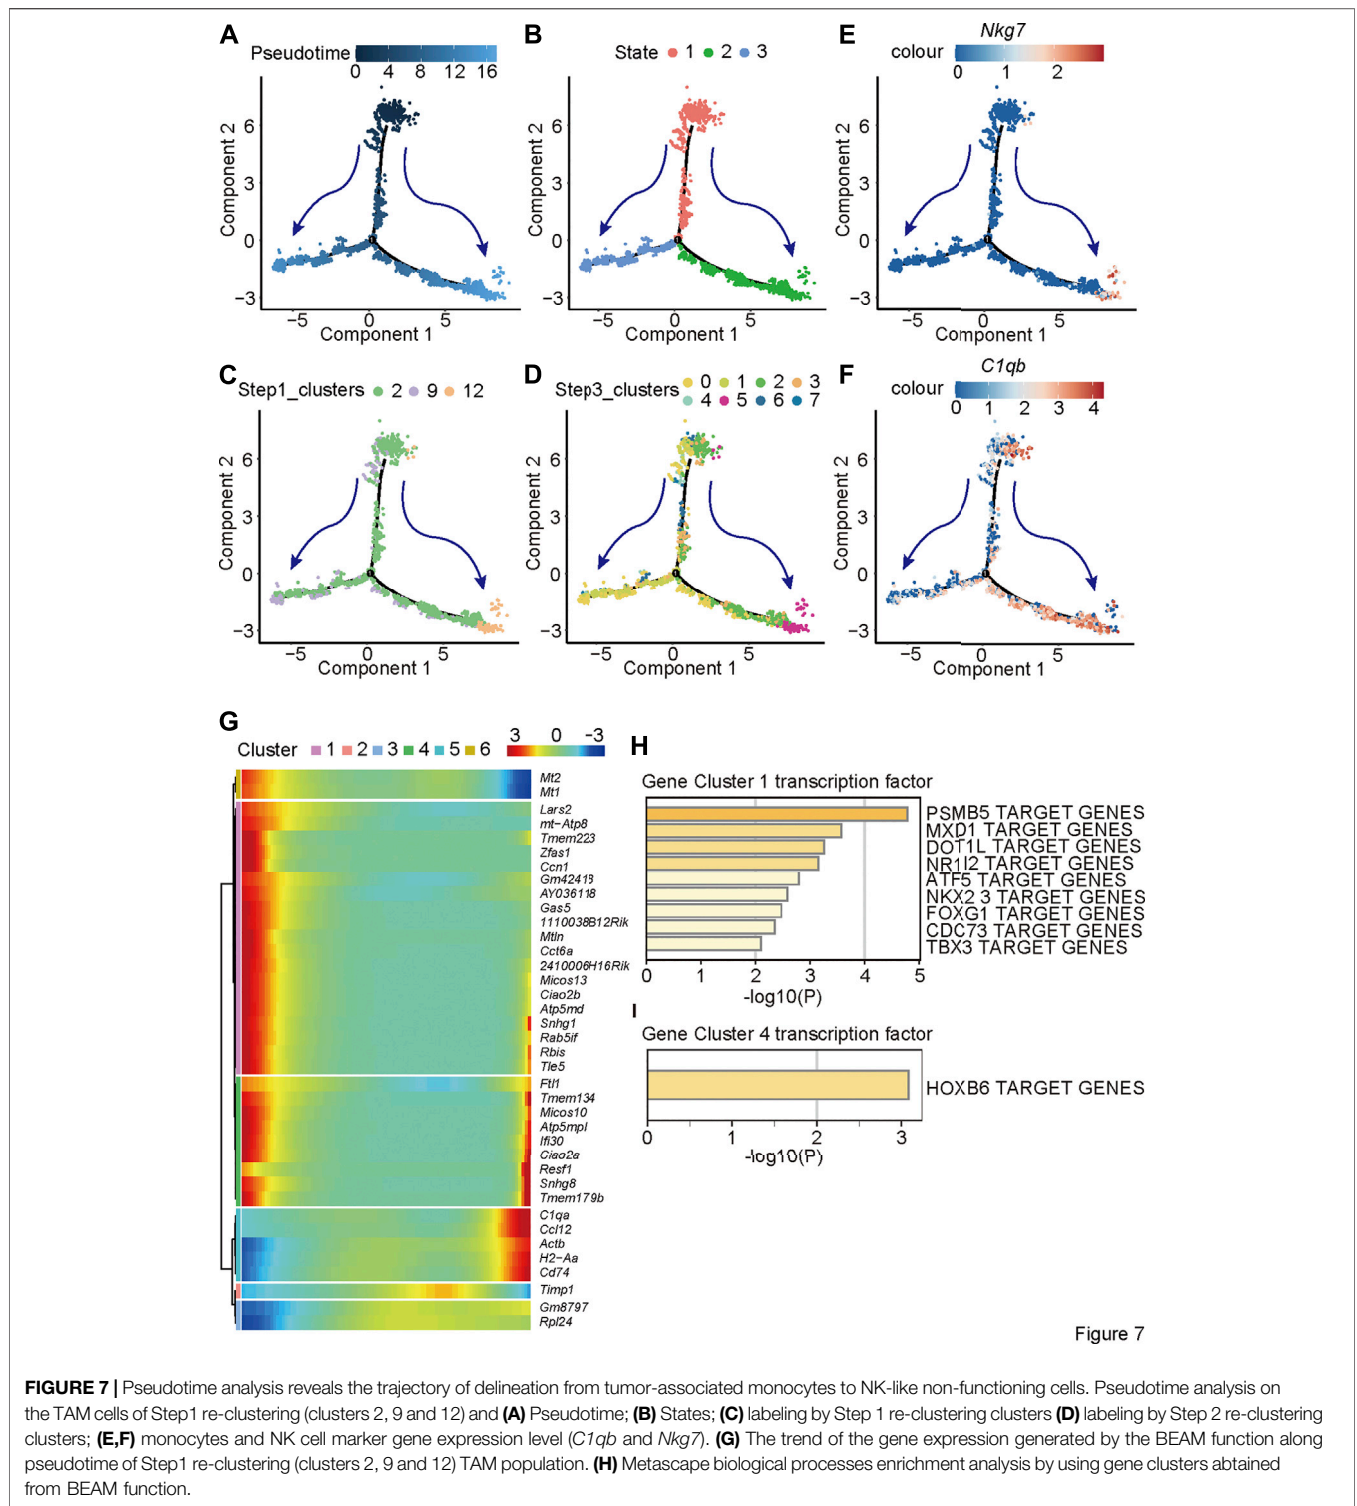 A
Pseudotime
0 4 8 12 16
Component 2
6
3
0
−3
1
−5 0 5
Component 1
B
State 1 2 3
Component 2
6
3
0
−3
1
−5 0 5
Component 1
E
Nkg7
colour
0 1 2
Component 2
6
3
0
−3
1
−5 0 5
Component 1
C
Step1_clusters 2 9 12
Component 2
6
3
0
−3
1
−5 0 5
Component 1
D
Step3_clusters 0 1 2 3
4 5 6 7
Component 2
6
3
0
−3
1
−5 0 5
Component 1
F
C1qb
colour
0 1 2 3 4
Component 2
6
3
0
−3
1
−5 0 5
Component 1
G
Cluster 1 2 3 4 5 6
3 0 -3
Mt2
Mt1
Lars2
mt−Atp8
Tmem223
Zfas1
Ccn1
Gm42418
AY036118
Gas5
1110038B12Rik
Mtln
Cct6a
2410006H16Rik
Micos13
Ciao2b
Atp5md
Snhg1
Rab5if
Rbis
Tle5
Ftl1
Tmem134
Micos10
Atp5mpl
Ifi30
Ciao2a
Resf1
Snhg8
Tmem179b
C1qa
Ccl12
Actb
H2−Aa
Cd74
Timp1
Gm8797
Rpl24
H
Gene Cluster 1 transcription factor
PSMB5 TARGET GENES
MXD1 TARGET GENES
DOT1L TARGET GENES
NR1I2 TARGET GENES
ATF5 TARGET GENES
NKX2 3 TARGET GENES
FOXG1 TARGET GENES
CDC73 TARGET GENES
TBX3 TARGET GENES
0 1 2 3 4 5
-log10(P)
I
Gene Cluster 4 transcription factor
HOXB6 TARGET GENES
0 1 2 3
-log10(P)
Figure 7
FIGURE 7 | Pseudotime analysis reveals the trajectory of delineation from tumor-associated monocytes to NK-like non-functioning cells. Pseudotime analysis on
the TAM cells of Step1 re-clustering (clusters 2, 9 and 12) and (A) Pseudotime; (B) States; (C) labeling by Step 1 re-clustering clusters (D) labeling by Step 2 re-clustering
clusters; (E,F) monocytes and NK cell marker gene expression level (C1qb and Nkg7). (G) The trend of the gene expression generated by the BEAM function along
pseudotime of Step1 re-clustering (clusters 2, 9 and 12) TAM population. (H) Metascape biological processes enrichment analysis by using gene clusters abtained
from BEAM function.